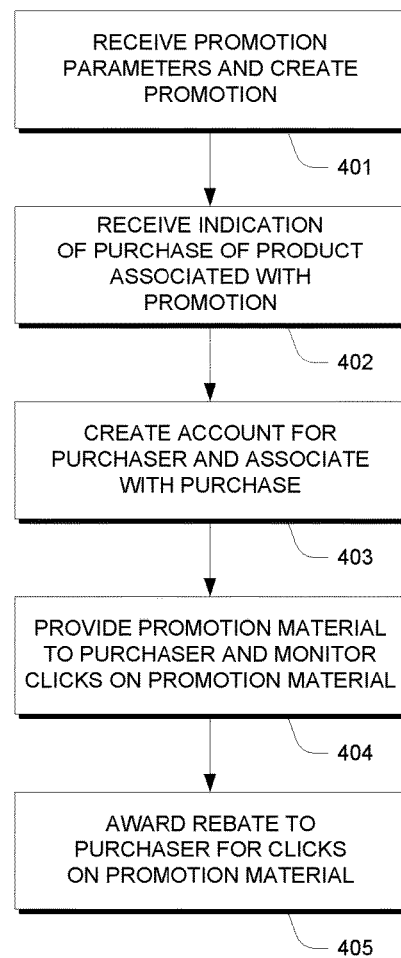 RECEIVE PROMOTION
PARAMETERS AND CREATE
PROMOTION
401
RECEIVE INDICATION
OF PURCHASE OF PRODUCT
ASSOCIATED WITH
PROMOTION
402
CREATE ACCOUNT FOR
PURCHASER AND ASSOCIATE
WITH PURCHASE
403
PROVIDE PROMOTION MATERIAL
TO PURCHASER AND MONITOR
CLICKS ON PROMOTION MATERIAL
404
AWARD REBATE TO
PURCHASER FOR CLICKS
ON PROMOTION MATERIAL
405